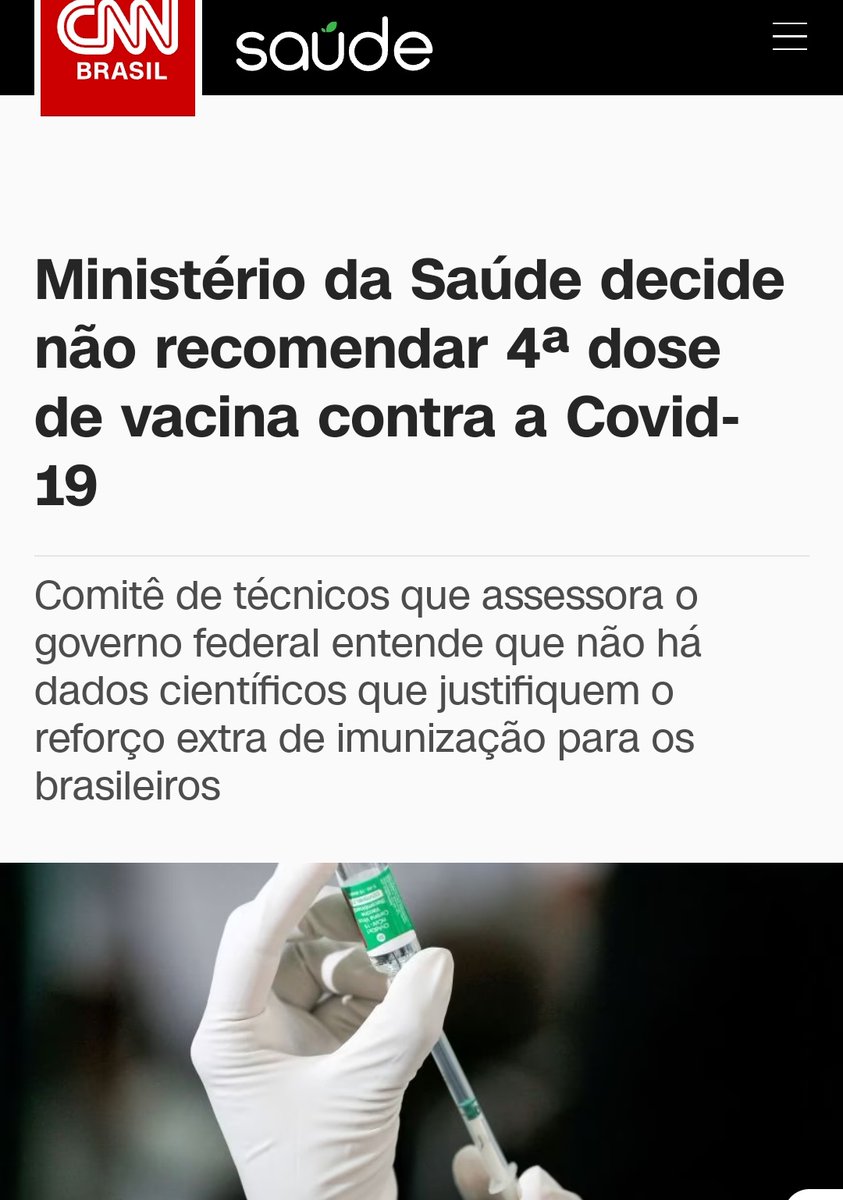 CNN
BRASIL
saúde
Ministério da Saúde decide
não recomendar 4ª dose
de vacina contra a Covid-
19
Comitê de técnicos que assessora o
governo federal entende que não há
dados científicos que justifiquem o
reforço extra de imunização para os
brasileiros